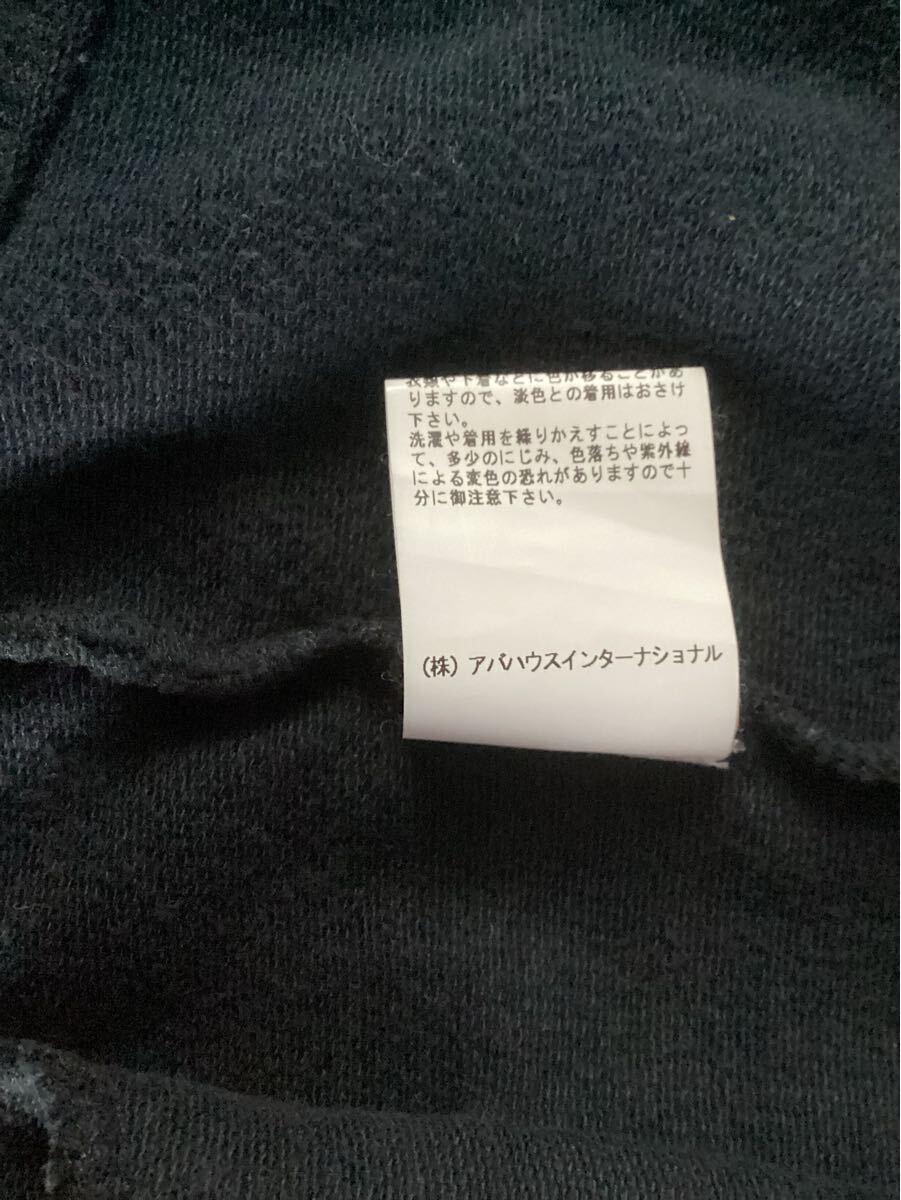 衣類や下着などに色が移ることがあ
りますので、淡色との着用はおさけ
下さい。
洗濯や着用を繰りかえすことによっ
て、多少のにじみ、色落ちや紫外線
による変色の恐れがありますので十
分に御注意下さい。
(株) アバハウスインターナショナル